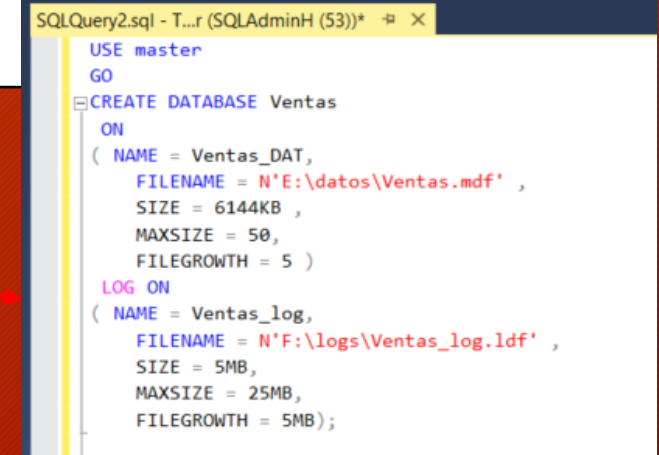 SQLQuery2.sql - T...r (SQLAdminH (53))*
USE master
GO
CREATE DATABASE Ventas
ON
( NAME = Ventas_DAT,
FILENAME = N'E:\datos\Ventas.mdf' ,
SIZE = 6144KB ,
MAXSIZE = 50,
FILEGROWTH = 5 )
LOG ON
( NAME = Ventas_log,
FILENAME = N'F:\logs\Ventas_log.ldf' ,
SIZE = 5MB,
MAXSIZE = 25MB,
FILEGROWTH = 5MB);